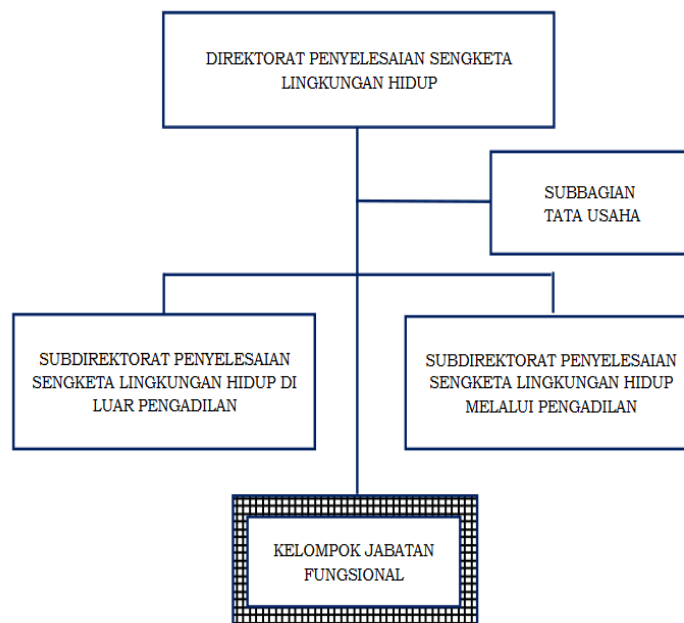 DIREKTORAT PENYELESAIAN SENGKETA
LINGKUNGAN HIDUP
SUBBAGIAN
TATA USAHA
SUBDIREKTORAT PENYELESAIAN
SENGKETA LINGKUNGAN HIDUP DI
LUAR PENGADILAN
SUBDIREKTORAT PENYELESAIAN
SENGKETA LINGKUNGAN HIDUP
MELALUI PENGADILAN
KELOMPOK JABATAN
FUNGSIONAL